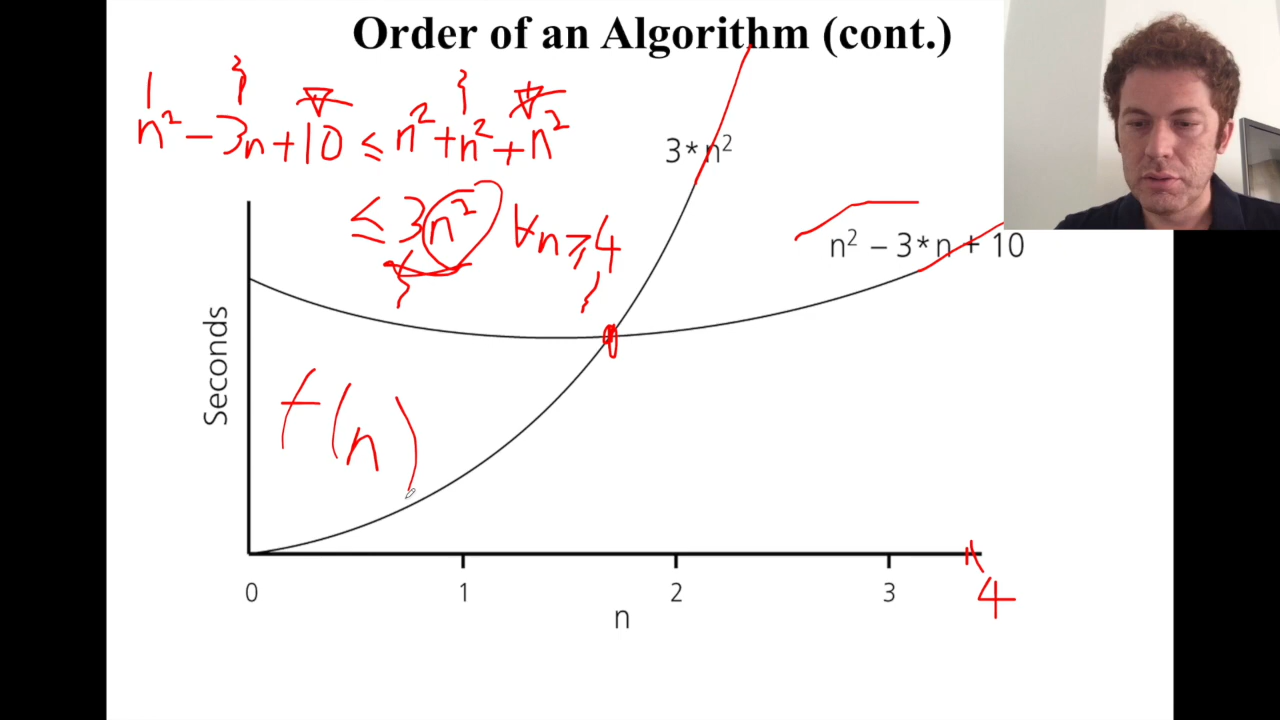 Order of an Algorithm (cont.)
n² − 3n + 10 ≤ n² + n² + n²
≤ 3n² ∀n ≥ 4
3*n²
n² – 3*n + 10
Seconds
f(n)
0 1 2 3 4
n